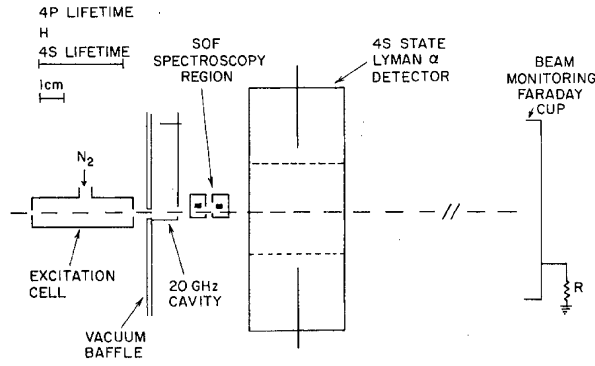 4P LIFETIME
H
4S LIFETIME
1cm
SOF
SPECTROSCOPY
REGION
4S STATE
LYMAN α
DETECTOR
BEAM
MONITORING
FARADAY
CUP
N2
EXCITATION
CELL
20 GHz
CAVITY
VACUUM
BAFFLE
R